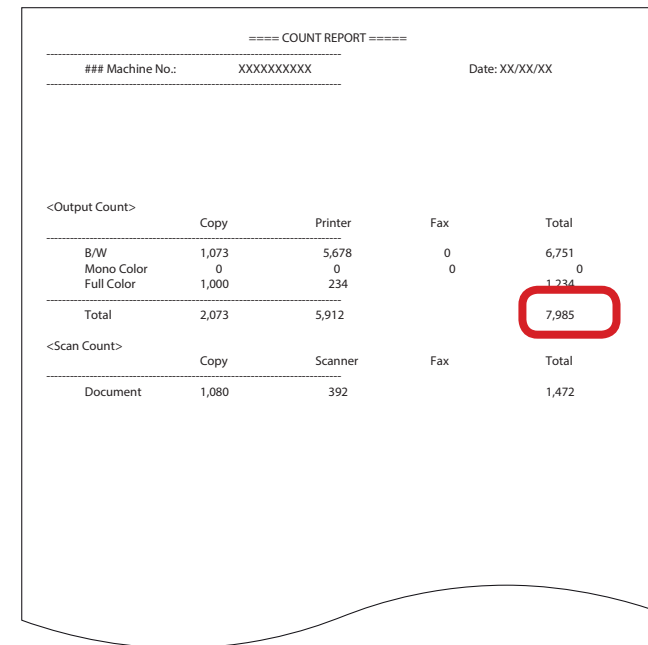 ==== COUNT REPORT =====
### Machine No.: XXXXXXXXXX Date: XX/XX/XX
<Output Count>
Copy Printer Fax Total
B/W 1,073 5,678 0 6,751
Mono Color 0 0 0 0
Full Color 1,000 234 1,234
Total 2,073 5,912 7,985
<Scan Count>
Copy Scanner Fax Total
Document 1,080 392 1,472